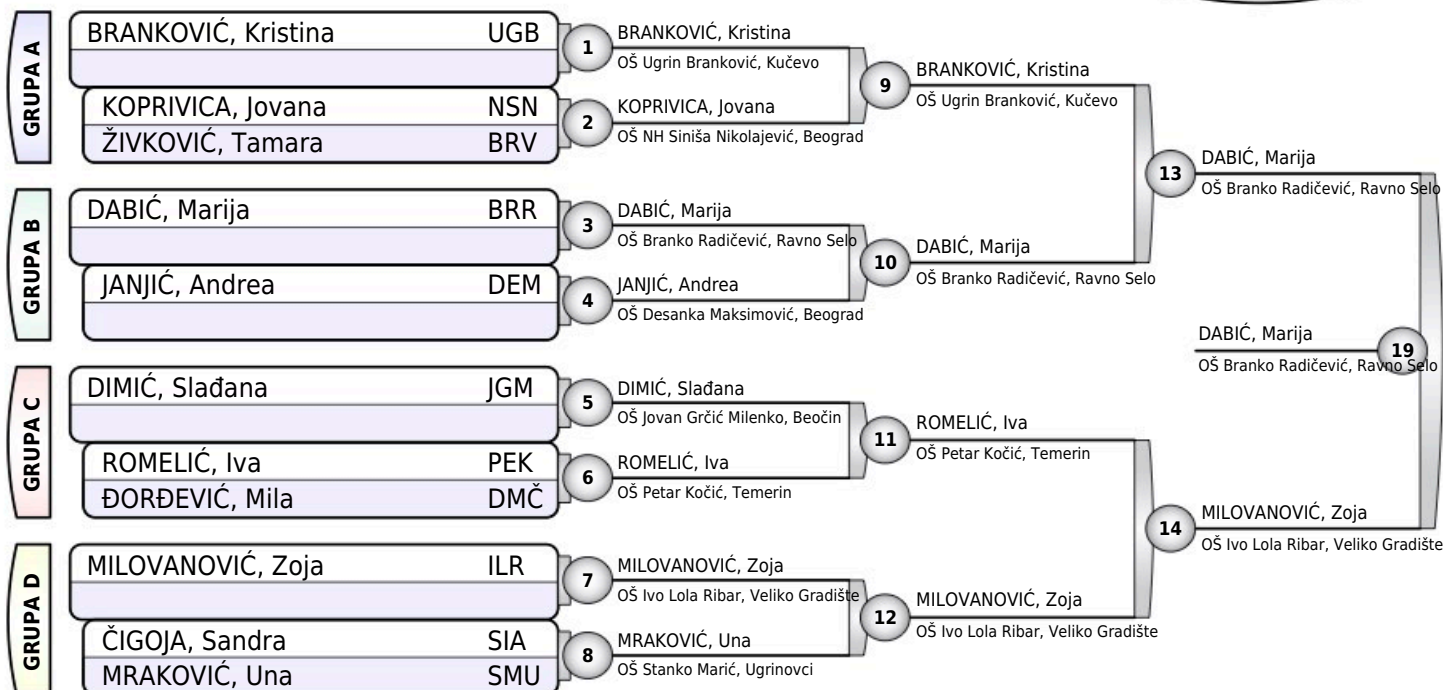 GRUPA A
BRANKOVIĆ, Kristina UGB
KOPRIVICA, Jovana NSN
ŽIVKOVIĆ, Tamara BRV
GRUPA B
DABIĆ, Marija BRR
JANJIĆ, Andrea DEM
GRUPA C
DIMIĆ, Slađana JGM
ROMELIĆ, Iva PEK
ĐORĐEVIĆ, Mila DMČ
GRUPA D
MILOVANOVIĆ, Zoja ILR
ČIGOJA, Sandra SIA
MRAKOVIĆ, Una SMU
1
BRANKOVIĆ, Kristina
OŠ Ugrin Branković, Kučevo
2
KOPRIVICA, Jovana
OŠ NH Siniša Nikolajević, Beograd
3
DABIĆ, Marija
OŠ Branko Radičević, Ravno Selo
4
JANJIĆ, Andrea
OŠ Desanka Maksimović, Beograd
5
DIMIĆ, Slađana
OŠ Jovan Grčić Milenko, Beočin
6
ROMELIĆ, Iva
OŠ Petar Kočić, Temerin
7
MILOVANOVIĆ, Zoja
OŠ Ivo Lola Ribar, Veliko Gradište
8
MRAKOVIĆ, Una
OŠ Stanko Marić, Ugrinovci
9
BRANKOVIĆ, Kristina
OŠ Ugrin Branković, Kučevo
10
DABIĆ, Marija
OŠ Branko Radičević, Ravno Selo
11
ROMELIĆ, Iva
OŠ Petar Kočić, Temerin
12
MILOVANOVIĆ, Zoja
OŠ Ivo Lola Ribar, Veliko Gradište
13
DABIĆ, Marija
OŠ Branko Radičević, Ravno Selo
14
MILOVANOVIĆ, Zoja
OŠ Ivo Lola Ribar, Veliko Gradište
DABIĆ, Marija
19
OŠ Branko Radičević, Ravno Selo